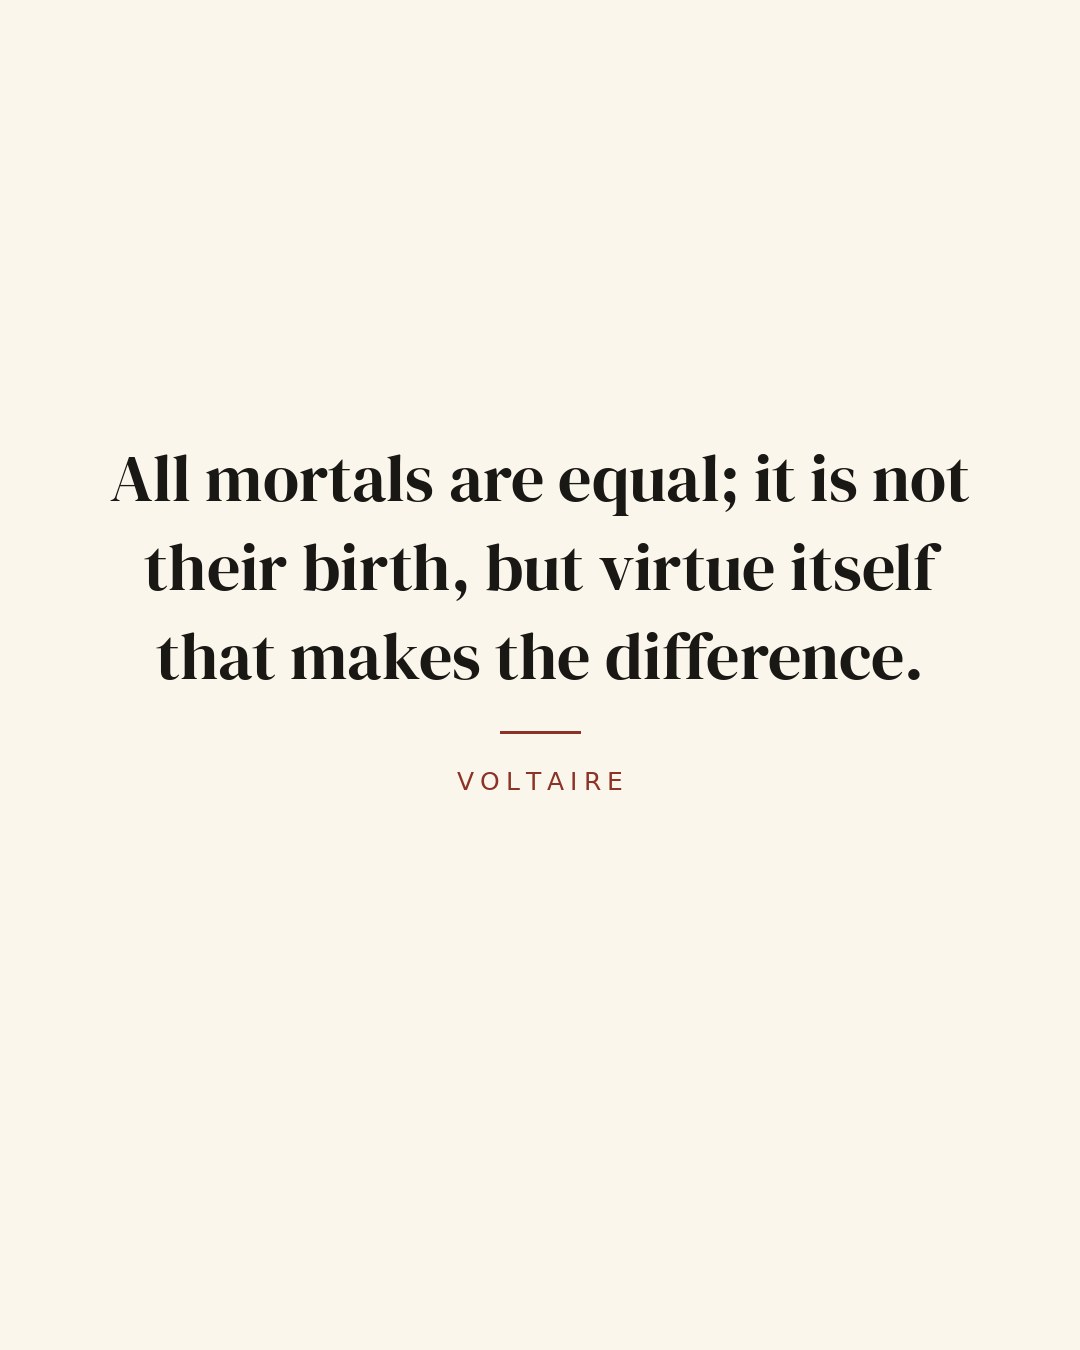 All mortals are equal; it is not
their birth, but virtue itself
that makes the difference.
VOLTAIRE